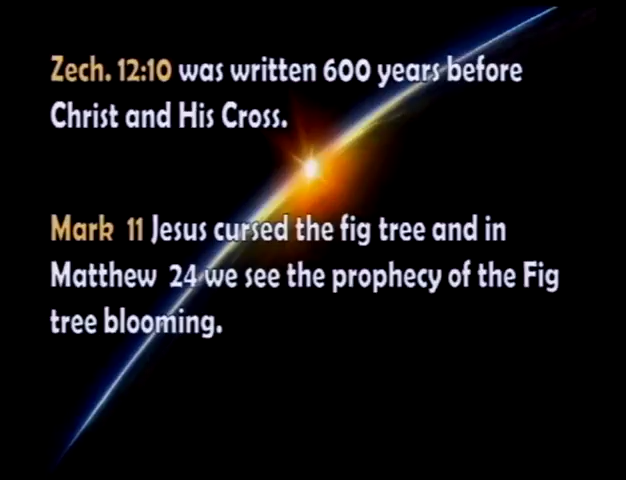 Zech. 12:10 was written 600 years before
Christ and His Cross.
Mark 11 Jesus cursed the fig tree and in
Matthew 24 we see the prophecy of the Fig
tree blooming.